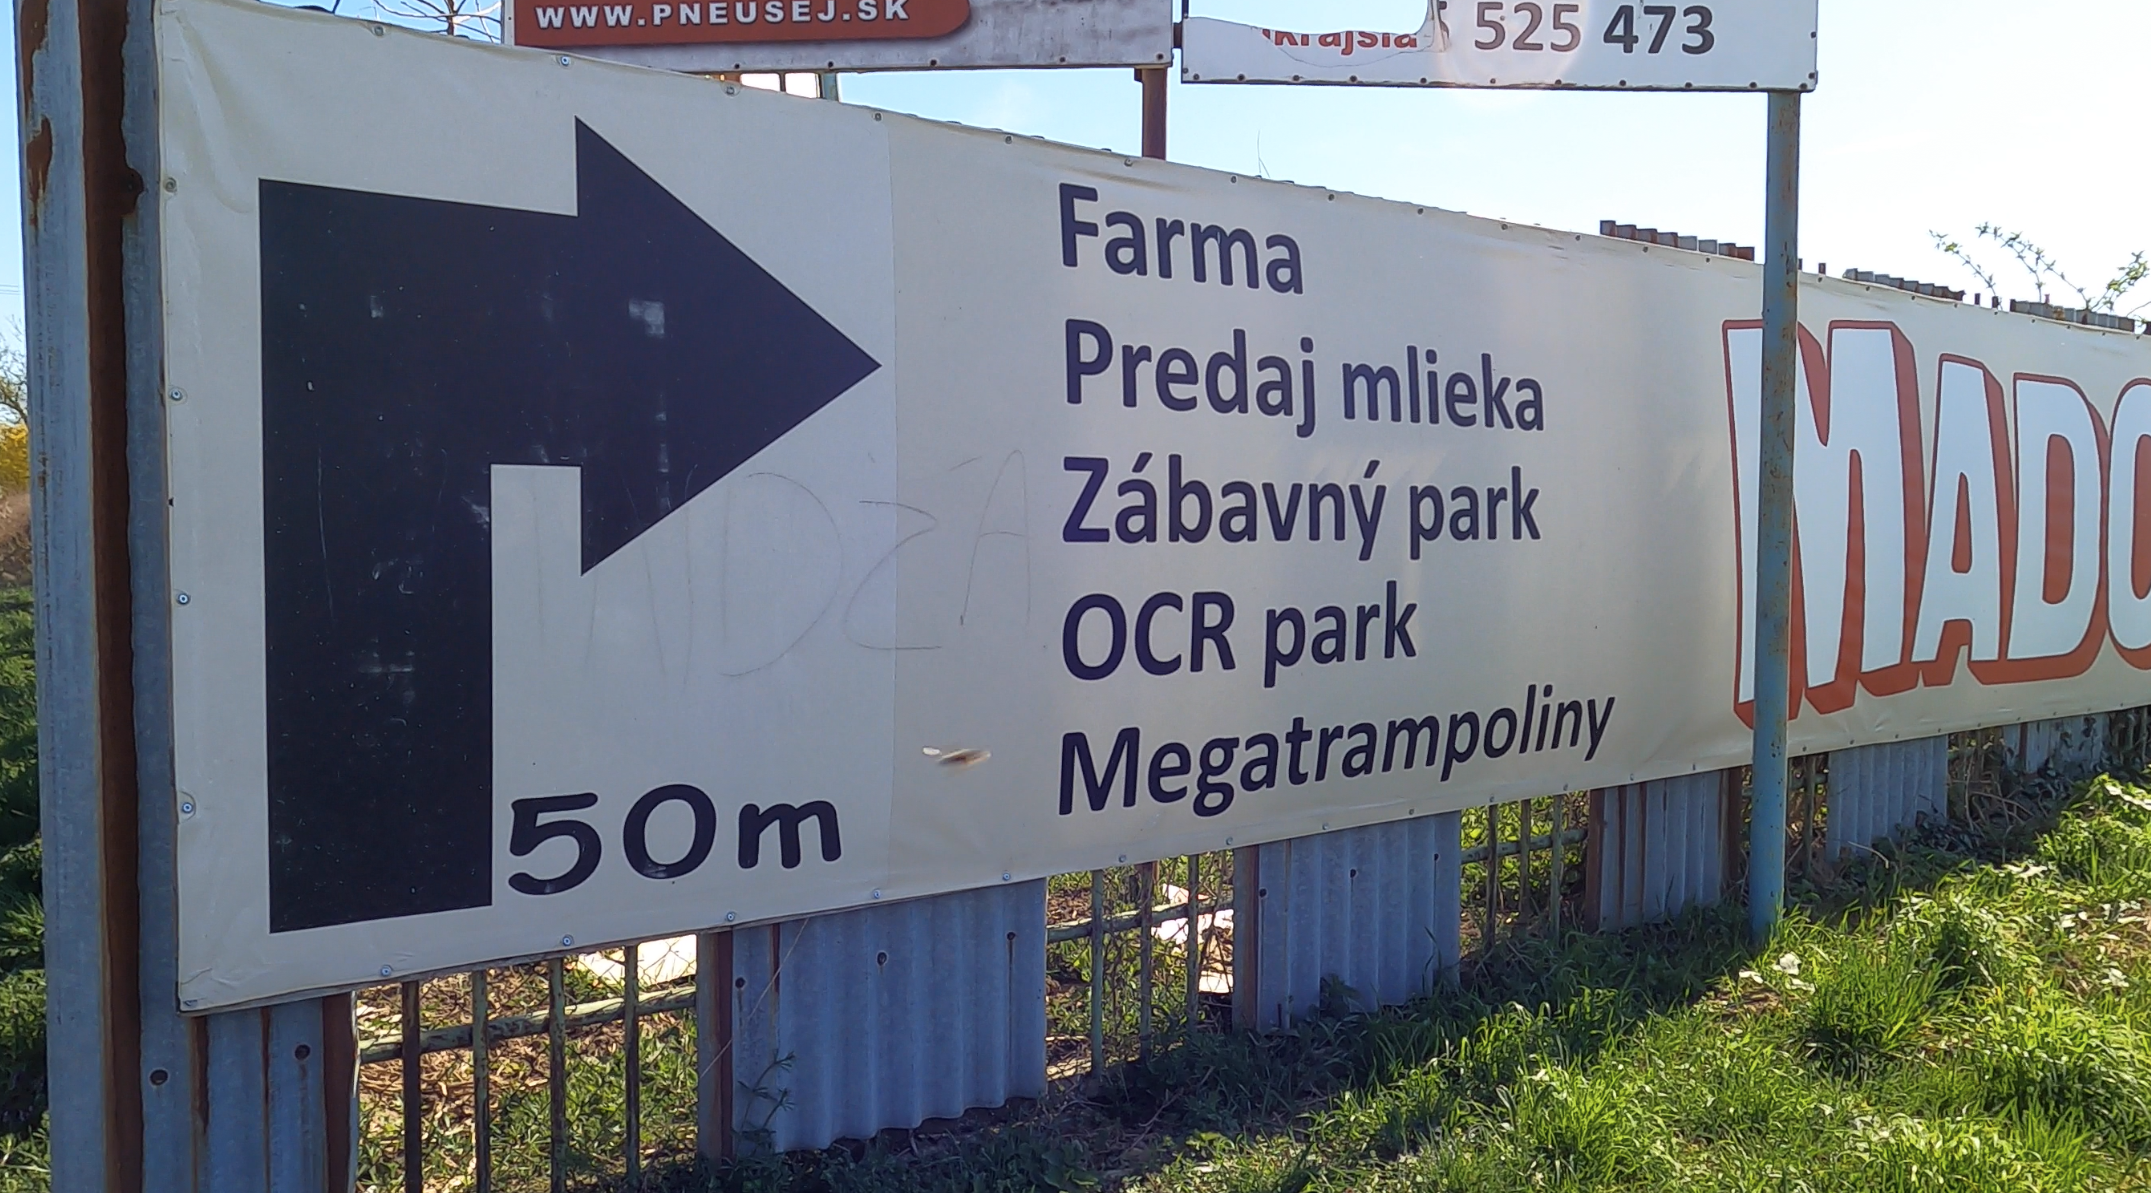 WWW.PNEUSEJ.SK
525 473
Farma
Predaj mlieka
Zábavný park
OCR park
Megatrampoliny
50m